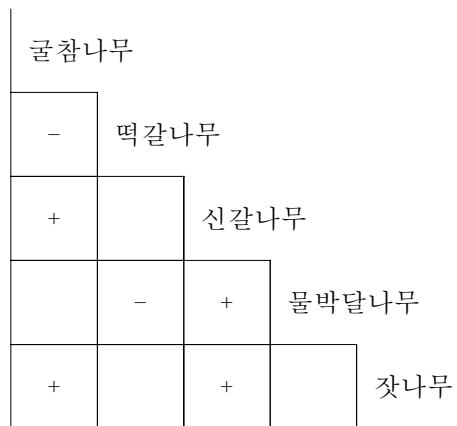 굴참나무
− 떡갈나무
+ 신갈나무
− + 물박달나무
+ + 잣나무